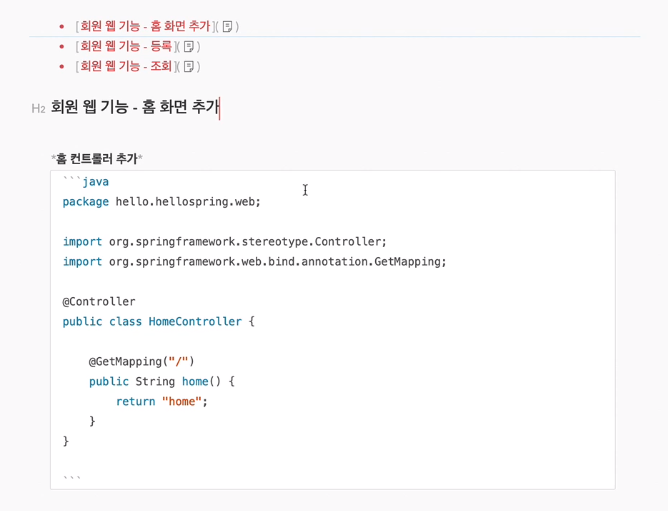 • [회원 웹 기능 - 홈 화면 추가]( )
• [회원 웹 기능 - 등록]( )
• [회원 웹 기능 - 조회]( )
H2 회원 웹 기능 - 홈 화면 추가
*홈 컨트롤러 추가*
```java
package hello.hellospring.web;
import org.springframework.stereotype.Controller;
import org.springframework.web.bind.annotation.GetMapping;
@Controller
public class HomeController {
@GetMapping("/")
public String home() {
return "home";
}
}
```